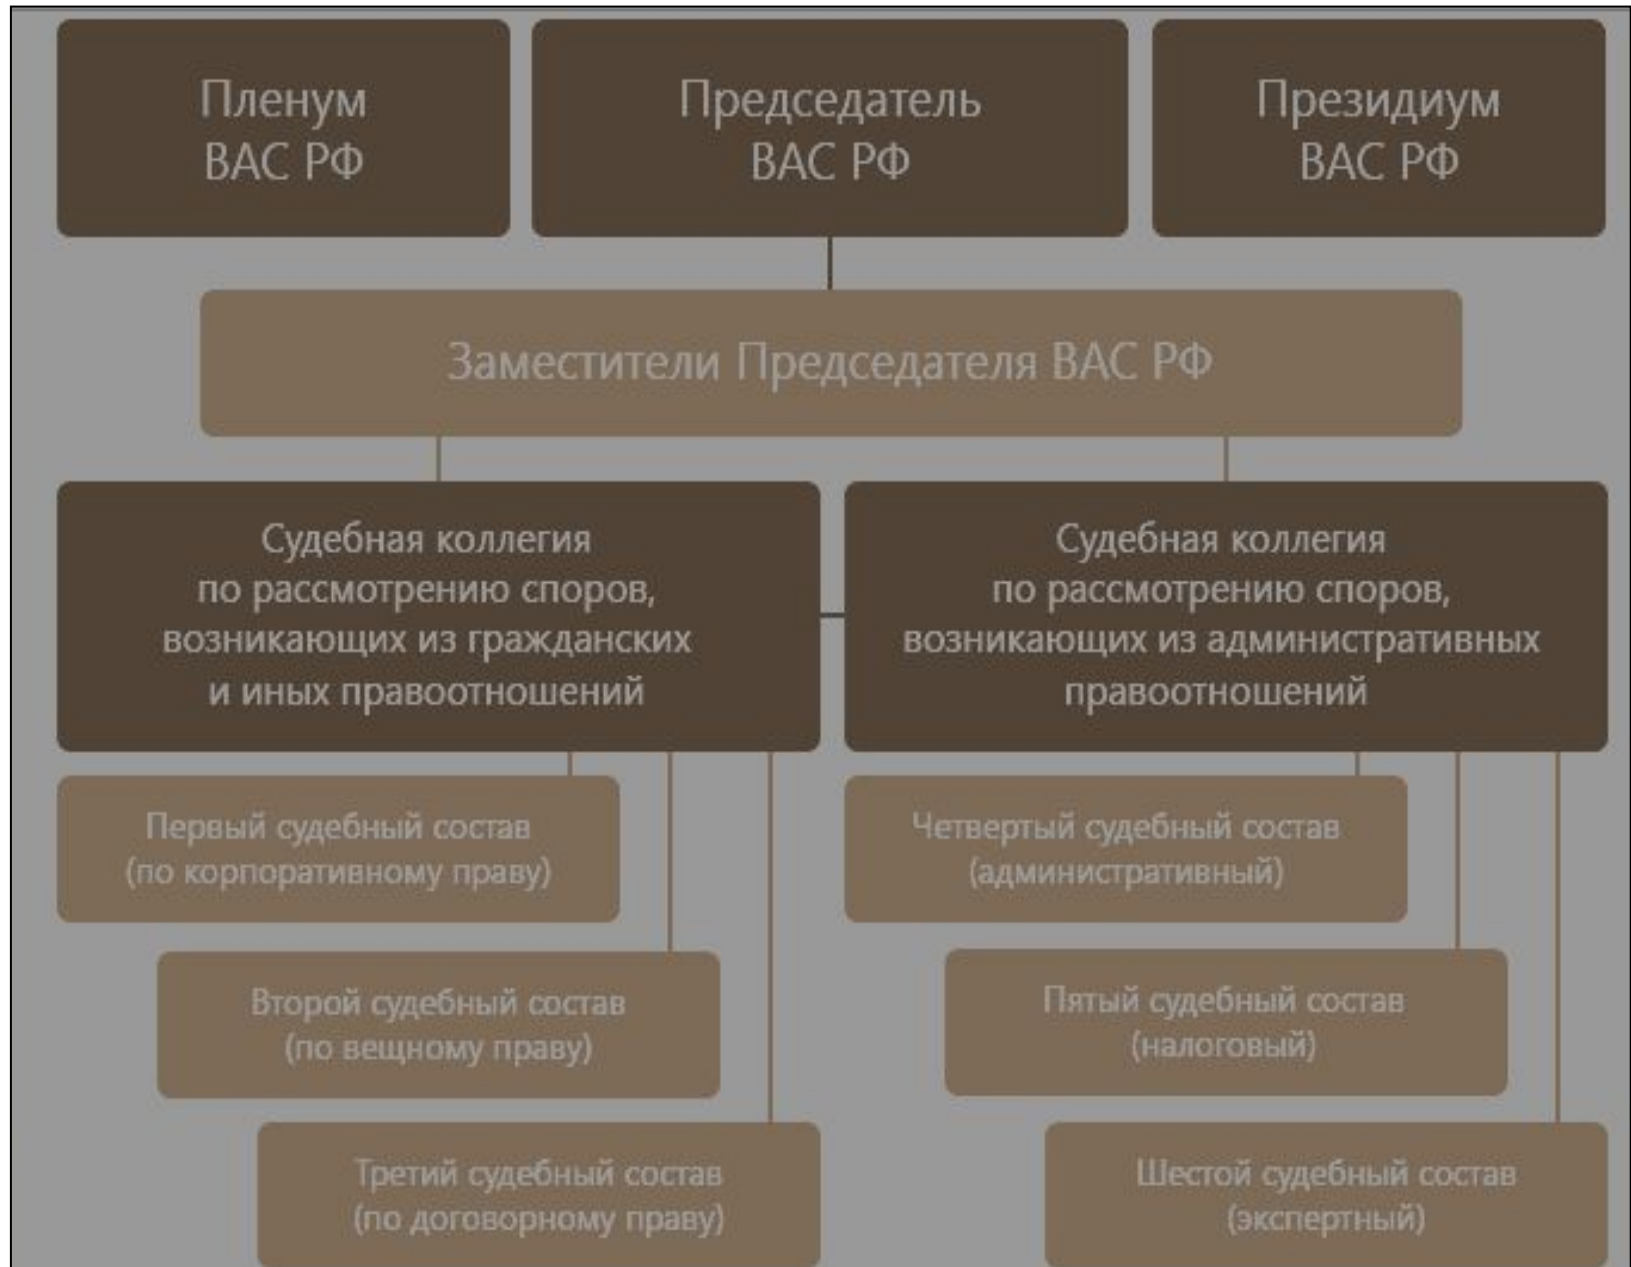 Пленум
ВАС РФ
Председатель
ВАС РФ
Президиум
ВАС РФ
Заместители Председателя ВАС РФ
Судебная коллегия
по рассмотрению споров,
возникающих из гражданских
и иных правоотношений
Судебная коллегия
по рассмотрению споров,
возникающих из административных
правоотношений
Первый судебный состав
(по корпоративному праву)
Четвертый судебный состав
(административный)
Второй судебный состав
(по вещному праву)
Пятый судебный состав
(налоговый)
Третий судебный состав
(по договорному праву)
Шестой судебный состав
(экспертный)